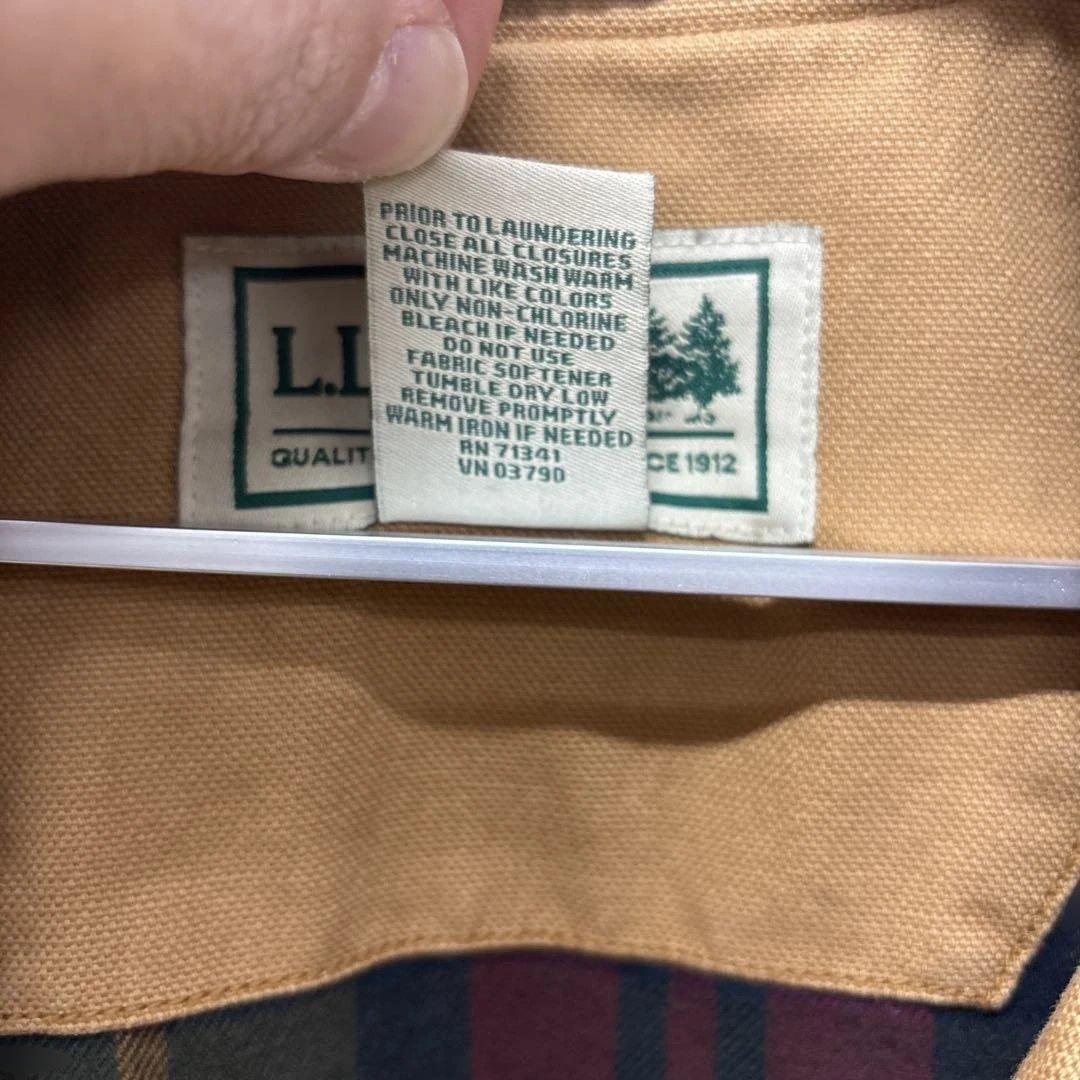 PRIOR TO LAUNDERING
CLOSE ALL CLOSURES
MACHINE WASH WARM
WITH LIKE COLORS
ONLY NON-CHLORINE
BLEACH IF NEEDED
DO NOT USE
FABRIC SOFTENER
TUMBLE DRY LOW
REMOVE PROMPTLY
WARM IRON IF NEEDED
RN 71341
VN 0379D
L.L
QUALIT
CE 1912